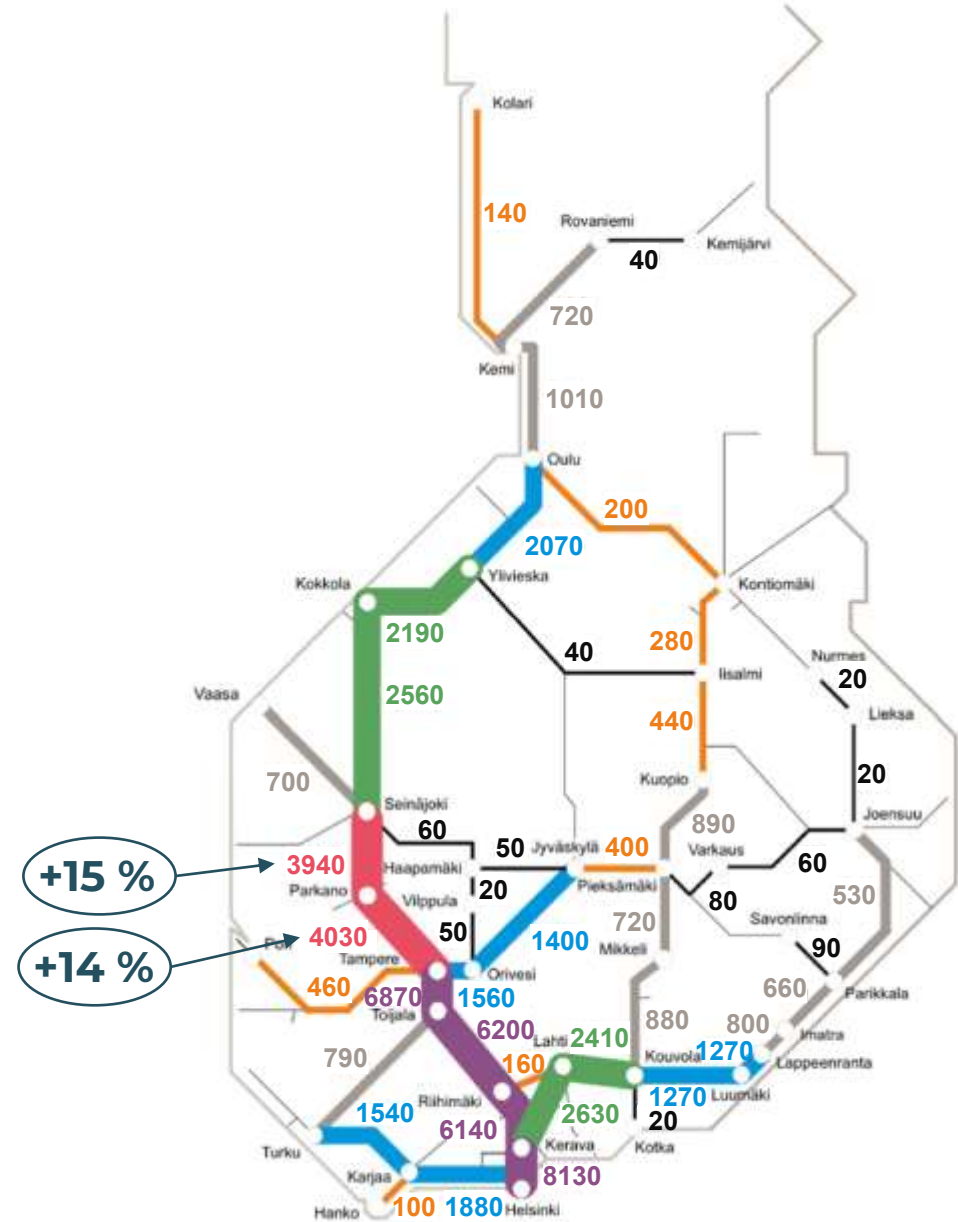 Kolari
140
Rovaniemi
40
Kemijärvi
720
Kemi
1010
Oulu
200
2070
Ylivieska
Kontiomäki
Kokkola
2190
280
40
Iisalmi
Nurmes
20
Lieksa
Vaasa
2560
440
700
Kuopio
20
Seinäjoki
60
890
Joensuu
+15 %
3940
Haapamäki
50
Jyväskylä
400
Varkaus
60
Parkano
20
Pieksämäki
80
530
Vilppula
Savonlinna
+14 %
4030
50
1400
720
90
Pori
Tampere
Orivesi
Mikkeli
460
6870
1560
660
Parikkala
Toijala
6200
Lahti
2410
880
800
Imatra
790
160
Kouvola
1270
Lappeenranta
Riihimäki
2630
1270
Luumäki
1540
6140
20
Turku
Kerava
Kotka
Karjaa
8130
Hanko
100
1880
Helsinki